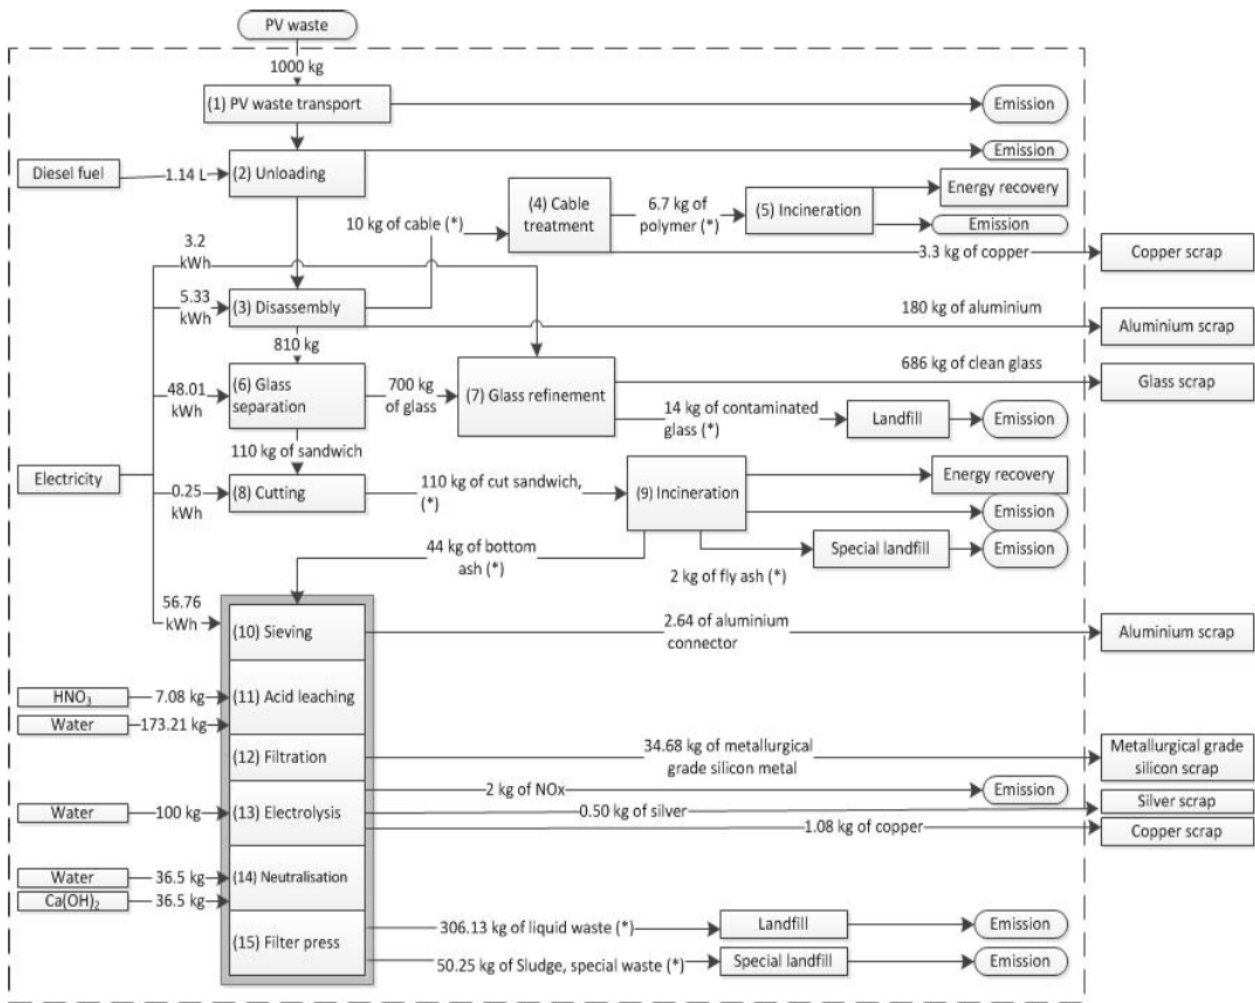 PV waste
1000 kg
(1) PV waste transport
Emission
Diesel fuel
1.14 L
(2) Unloading
Emission
10 kg of cable (*)
(4) Cable
treatment
6.7 kg of
polymer (*)
(5) Incineration
Energy recovery
Emission
3.3 kg of copper
Copper scrap
3.2
kWh
5.33
kWh
(3) Disassembly
180 kg of aluminium
Aluminium scrap
810 kg
48.01
kWh
(6) Glass
separation
700 kg
of glass
(7) Glass refinement
686 kg of clean glass
Glass scrap
14 kg of contaminated
glass (*)
Landfill
Emission
110 kg of sandwich
Electricity
0.25
kWh
(8) Cutting
110 kg of cut sandwich,
(*)
(9) Incineration
Energy recovery
Emission
44 kg of bottom
ash (*)
2 kg of fly ash (*)
Special landfill
Emission
56.76
kWh
(10) Sieving
2.64 of aluminium
connector
Aluminium scrap
HNO3
7.08 kg
Water
173.21 kg
(11) Acid leaching
(12) Filtration
34.68 kg of metallurgical
grade silicon metal
Metallurgical grade
silicon scrap
Water
100 kg
(13) Electrolysis
2 kg of NOx
Emission
0.50 kg of silver
Silver scrap
1.08 kg of copper
Copper scrap
Water
36.5 kg
Ca(OH)2
36.5 kg
(14) Neutralisation
(15) Filter press
306.13 kg of liquid waste (*)
Landfill
Emission
50.25 kg of Sludge, special waste (*)
Special landfill
Emission